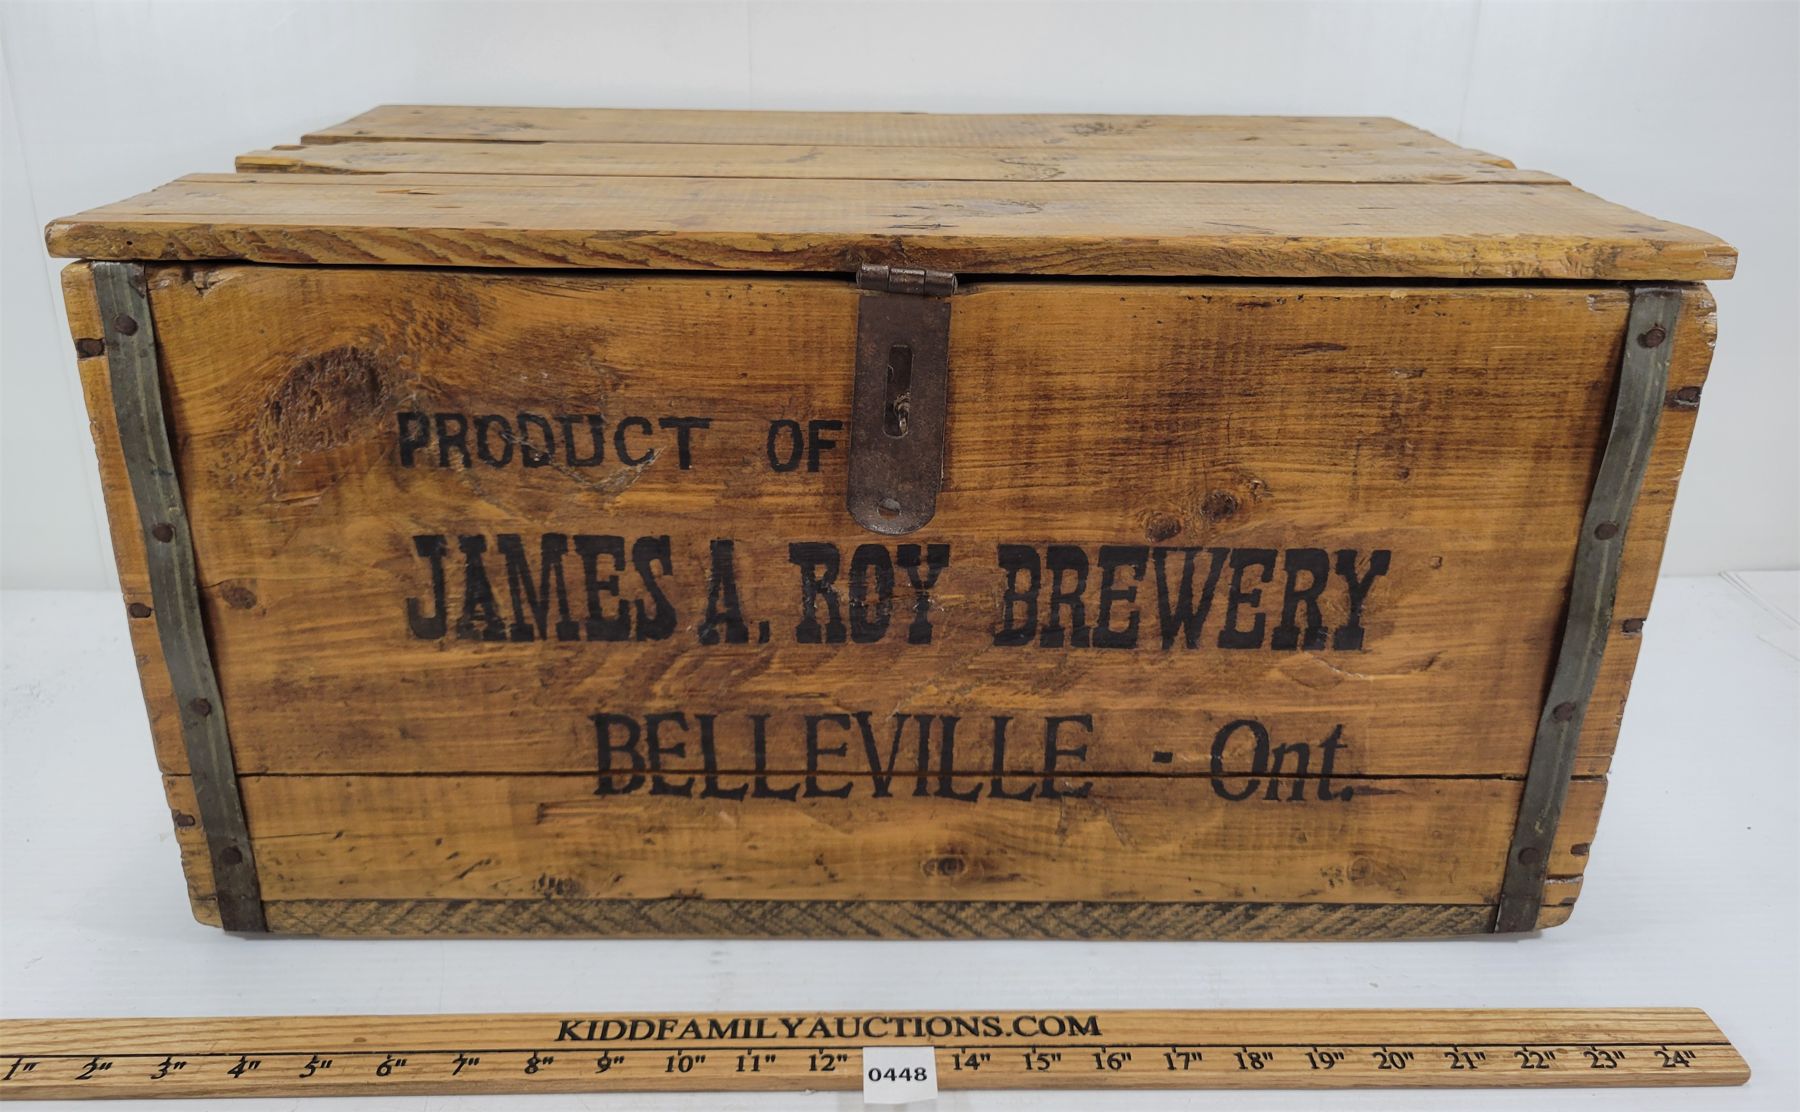 PRODUCT OF
JAMES A. ROY BREWERY
BELLEVILLE - Ont.
KIDDFAMILYAUCTIONS.COM
1" 2" 3" 4" 5" 6" 7" 8" 9" 10" 11" 12" 14" 15" 16" 17" 18" 19" 20" 21" 22" 23" 24"
0448